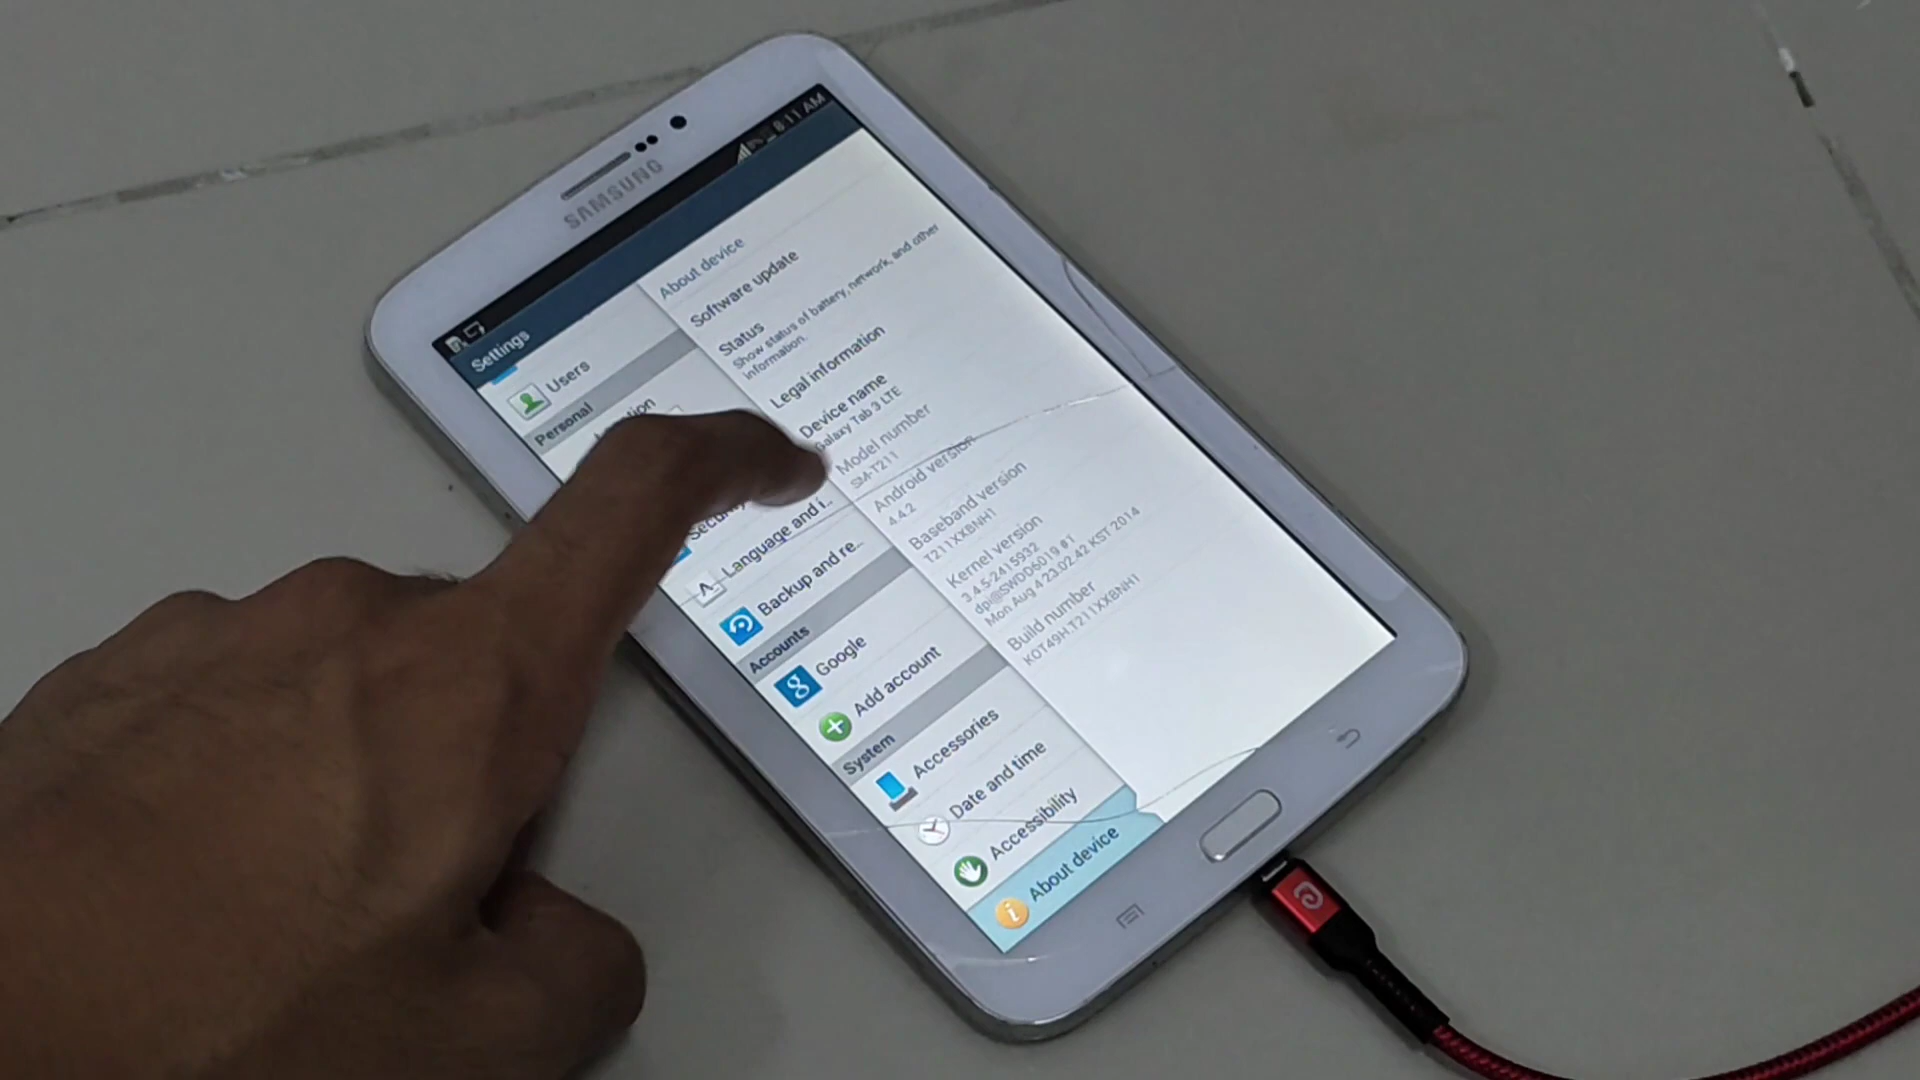 SAMSUNG
8:11 AM
Settings
Users
Personal
Language and i..
Backup and re...
Accounts
Google
Add account
System
Accessories
Date and time
Accessibility
About device
About device
Software update
Status
Show status of battery, network, and other
information.
Legal information
Device name
Galaxy Tab 3 LTE
Model number
SM-T211
Android version
4.4.2
Baseband version
T211XXBNH1
Kernel version
3.4.5-2415932
dpi@SWDD6019 #1
Mon Aug 4 23:02:42 KST 2014
Build number
KOT49H.T211XXBNH1